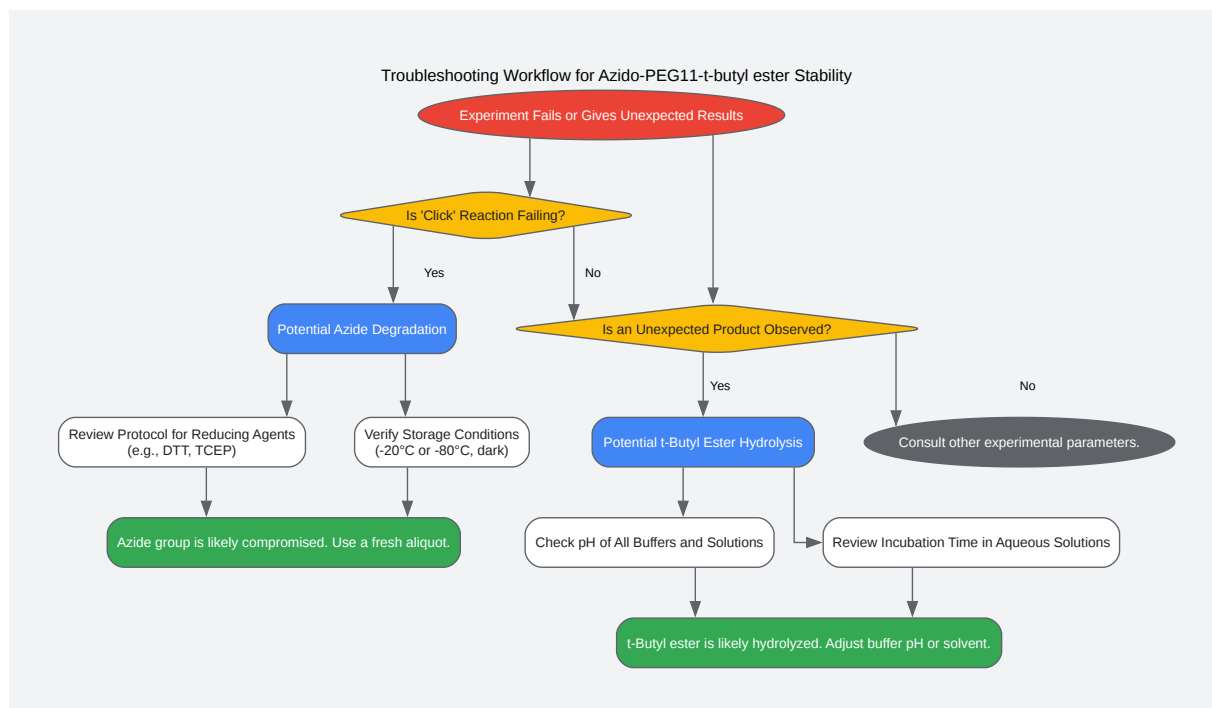 Troubleshooting Workflow for Azido-PEG11-t-butyl ester Stability
Experiment Fails or Gives Unexpected Results
Is 'Click' Reaction Failing?
Yes
No
Potential Azide Degradation
Is an Unexpected Product Observed?
Yes
No
Review Protocol for Reducing Agents
(e.g., DTT, TCEP)
Verify Storage Conditions
(-20°C or -80°C, dark)
Potential t-Butyl Ester Hydrolysis
Consult other experimental parameters.
Azide group is likely compromised. Use a fresh aliquot.
Check pH of All Buffers and Solutions
Review Incubation Time in Aqueous Solutions
t-Butyl ester is likely hydrolyzed. Adjust buffer pH or solvent.